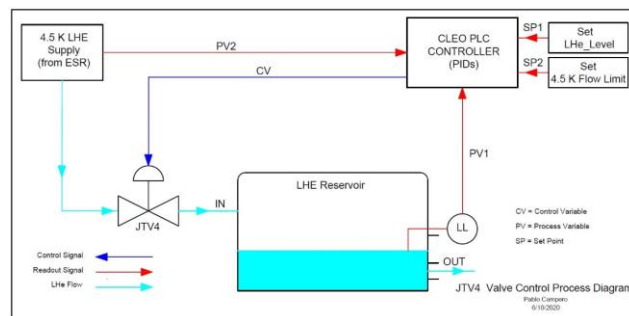 4.5 K LHE
Supply
(from ESR)
PV2
CV
CLEO PLC
CONTROLLER
(PIDs)
SP1
Set
LHe_Level
SP2
Set
4.5 K Flow Limit
PV1
JTV4
IN
LHE Reservoir
LL
OUT
CV = Control Variable
PV = Process Variable
SP = Set Point
Control Signal
Readout Signal
LHe Flow
JTV4 Valve Control Process Diagram
Pablo Campero
6/10/2020